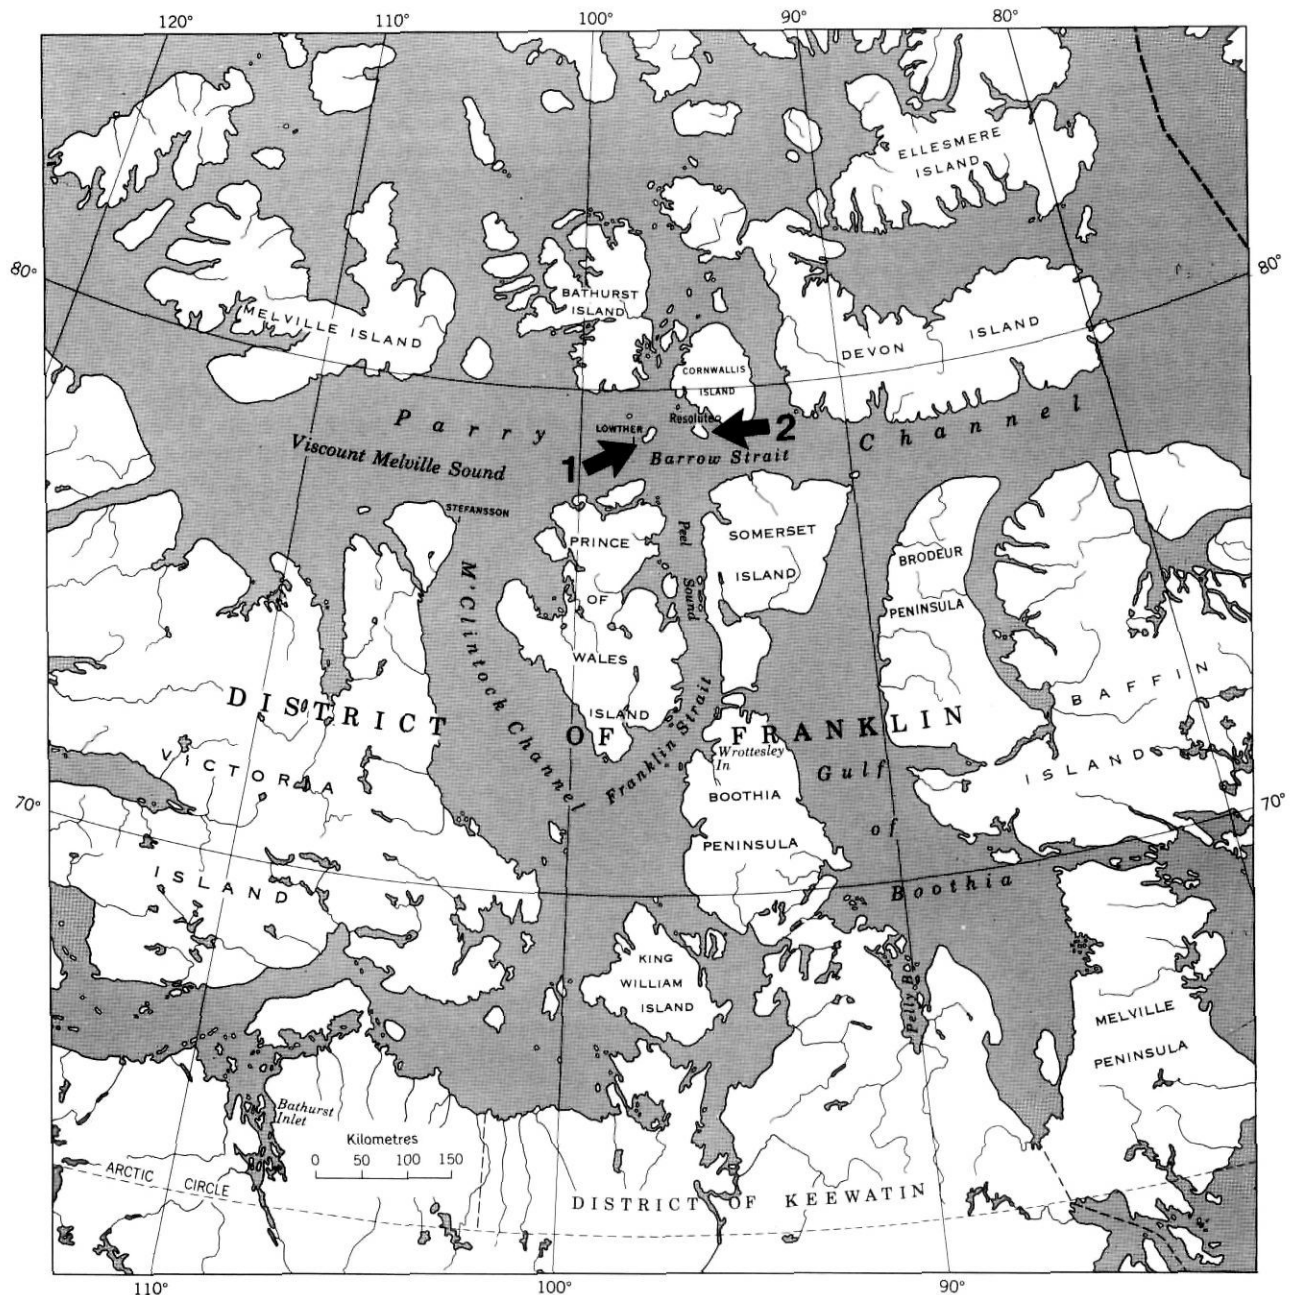 120° 110° 100° 90° 80°
ELLESMERE
ISLAND
80° 80°
BATHURST
ISLAND
MELVILLE ISLAND
DEVON ISLAND
CORNWALLIS
ISLAND
Parry Channel
Resolute
LOWTHER
2
1
Viscount Melville Sound
Barrow Strait
STEFANSSON
PRINCE
OF
WALES
ISLAND
Peel
Sound
SOMERSET
ISLAND
BRODEUR
PENINSULA
M'Clintock Channel
Franklin Strait
BAFFIN
ISLAND
DISTRICT OF FRANKLIN
VICTORIA
ISLAND
Wrottesley
In
Gulf
of
Boothia
BOOTHIA
PENINSULA
70° 70°
KING
WILLIAM
ISLAND
Pelly B
MELVILLE
PENINSULA
Bathurst
Inlet
Kilometres
0 50 100 150
ARCTIC CIRCLE
DISTRICT OF KEEWATIN
110° 100° 90°